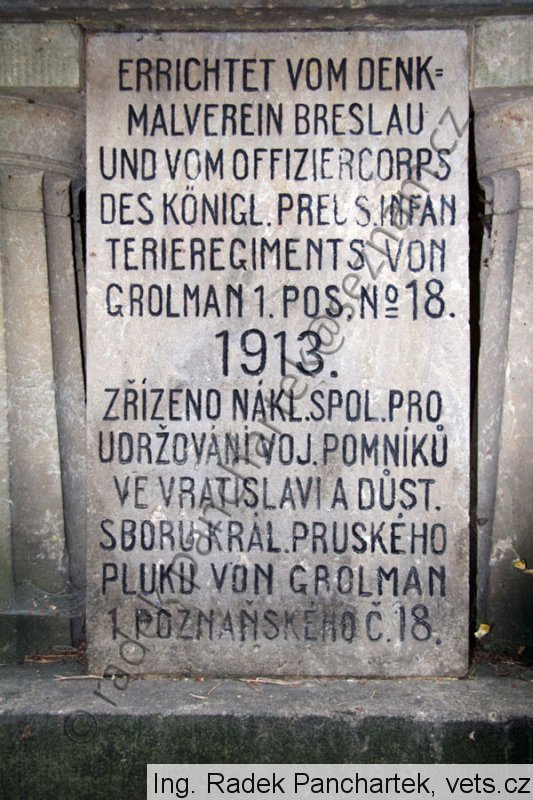 ERRICHTET VOM DENK=
MALVEREIN BRESLAU
UND VOM OFFIZIERCORPS
DES KÖNIGL. PREUS. INFAN
TERIEREGIMENTS VON
GROLMAN 1. POS. Nº 18.
1913.
ZŘÍZENO NÁKL. SPOL. PRO
UDRŽOVÁNÍ VOJ. POMNÍKŮ
VE VRATISLAVI A DŮST.
SBORU KRÁL. PRUSKÉHO
PLUKU VON GROLMAN
1. POZNAŇSKÉHO Č. 18.
Ing. Radek Panchartek, vets.cz